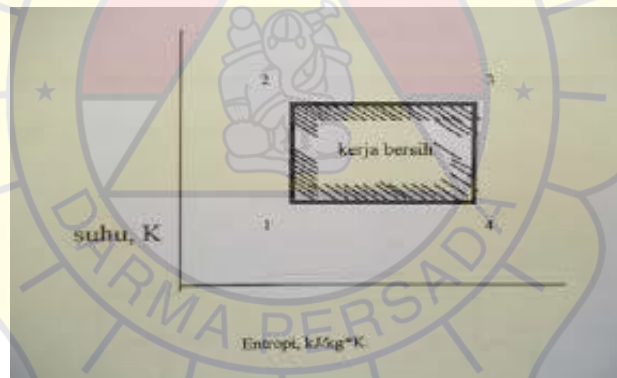 2 3
kerja bersih
suhu, K
1 4
DARMA PERSADA
Entropi, kJ/kg*K